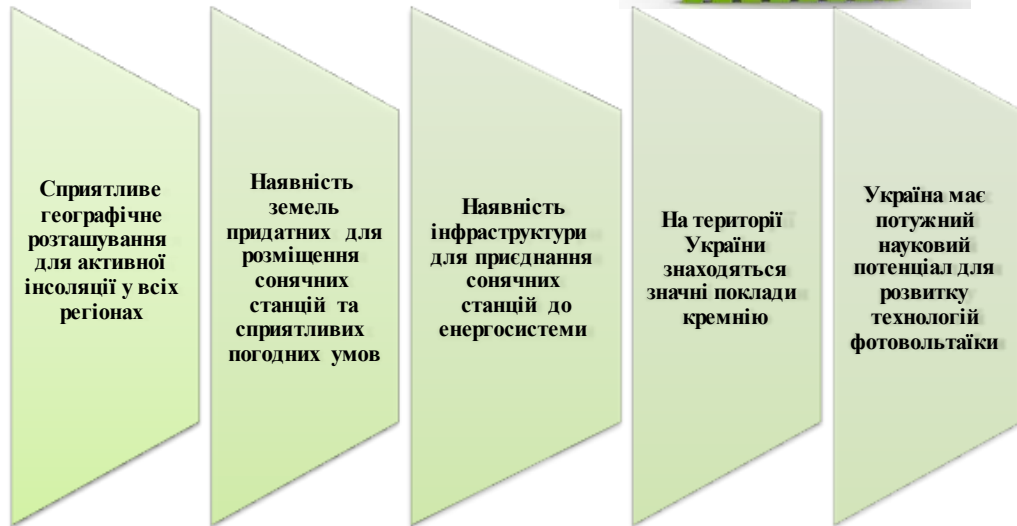 Сприятливе
географічне
розташування
для активної
інсоляції у всіх
регіонах
Наявність
земель
придатних для
розміщення
сонячних
станцій та
сприятливих
погодних умов
Наявність
інфраструктури
для приєднання
сонячних
станцій до
енергосистеми
На території
України
знаходяться
значні поклади
кремнію
Україна має
потужний
науковий
потенціал для
розвитку
технологій
фотовольтаїки